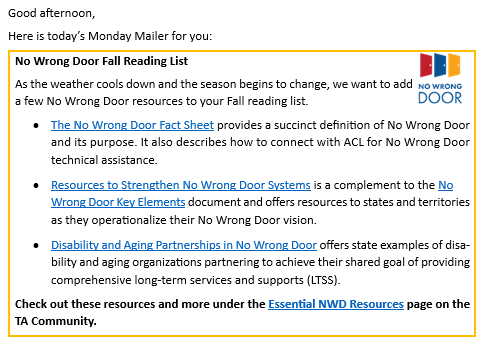 Good afternoon,
Here is today's Monday Mailer for you:
No Wrong Door Fall Reading List
As the weather cools down and the season begins to change, we want to add
a few No Wrong Door resources to your Fall reading list.
NO WRONG
DOOR
• The No Wrong Door Fact Sheet provides a succinct definition of No Wrong Door
and its purpose. It also describes how to connect with ACL for No Wrong Door
technical assistance.
• Resources to Strengthen No Wrong Door Systems is a complement to the No
Wrong Door Key Elements document and offers resources to states and territories
as they operationalize their No Wrong Door vision.
• Disability and Aging Partnerships in No Wrong Door offers state examples of disa-
bility and aging organizations partnering to achieve their shared goal of providing
comprehensive long-term services and supports (LTSS).
Check out these resources and more under the Essential NWD Resources page on the
TA Community.